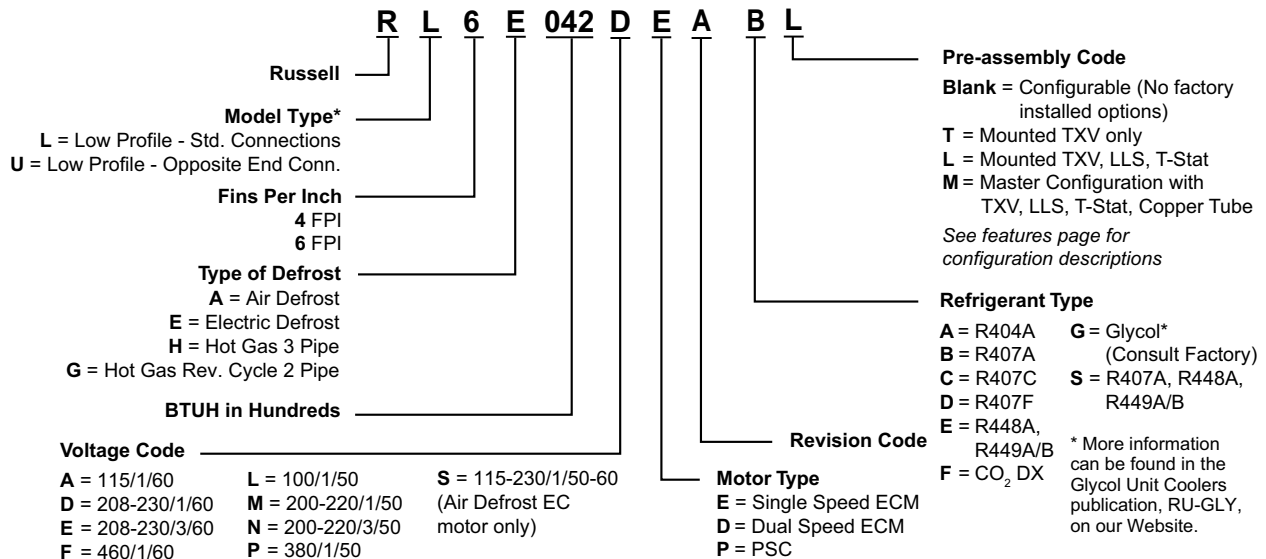 R L 6 E 042 D E A B L
Russell
Model Type*
L = Low Profile - Std. Connections
U = Low Profile - Opposite End Conn.
Fins Per Inch
4 FPI
6 FPI
Type of Defrost
A = Air Defrost
E = Electric Defrost
H = Hot Gas 3 Pipe
G = Hot Gas Rev. Cycle 2 Pipe
BTUH in Hundreds
Voltage Code
A = 115/1/60
D = 208-230/1/60
E = 208-230/3/60
F = 460/1/60
L = 100/1/50
M = 200-220/1/50
N = 200-220/3/50
P = 380/1/50
S = 115-230/1/50-60
(Air Defrost EC
motor only)
Motor Type
E = Single Speed ECM
D = Dual Speed ECM
P = PSC
Revision Code
Refrigerant Type
A = R404A
B = R407A
C = R407C
D = R407F
E = R448A,
R449A/B
F = CO2 DX
G = Glycol*
(Consult Factory)
S = R407A, R448A,
R449A/B
* More information
can be found in the
Glycol Unit Coolers
publication, RU-GLY,
on our Website.
Pre-assembly Code
Blank = Configurable (No factory
installed options)
T = Mounted TXV only
L = Mounted TXV, LLS, T-Stat
M = Master Configuration with
TXV, LLS, T-Stat, Copper Tube
See features page for
configuration descriptions